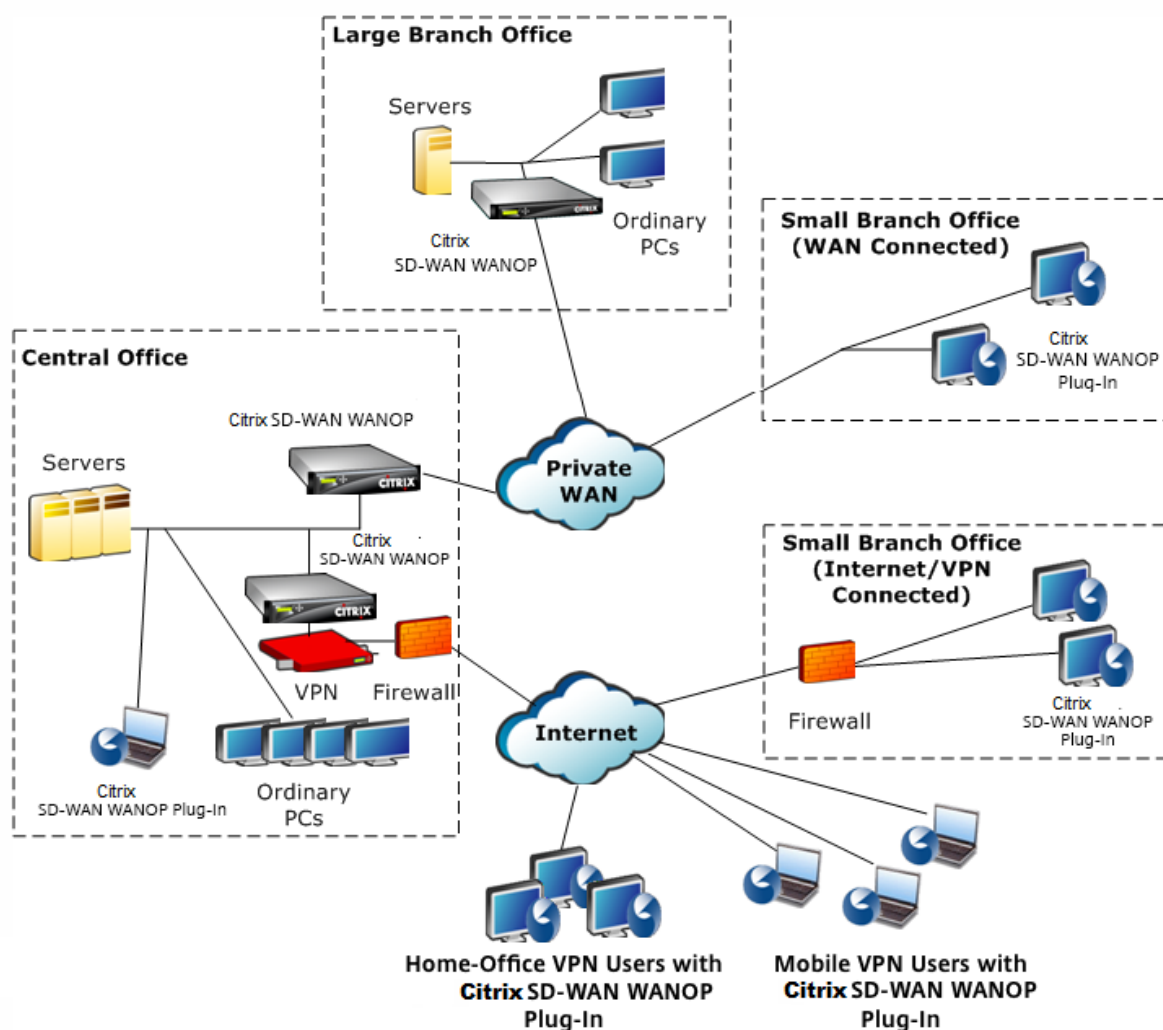 Large Branch Office
Servers
CITRIX
Citrix
SD-WAN WANOP
Ordinary
PCs
Small Branch Office
(WAN Connected)
Citrix
SD-WAN WANOP
Plug-In
Central Office
Citrix SD-WAN WANOP
Servers
CITRIX
Private
WAN
Citrix
SD-WAN WANOP
CITRIX
VPN
Firewall
Small Branch Office
(Internet/VPN
Connected)
Firewall
Citrix
SD-WAN WANOP
Plug-In
Internet
Citrix
SD-WAN WANOP Plug-In
Ordinary
PCs
Home-Office VPN Users with
Citrix SD-WAN WANOP
Plug-In
Mobile VPN Users with
Citrix SD-WAN WANOP
Plug-In